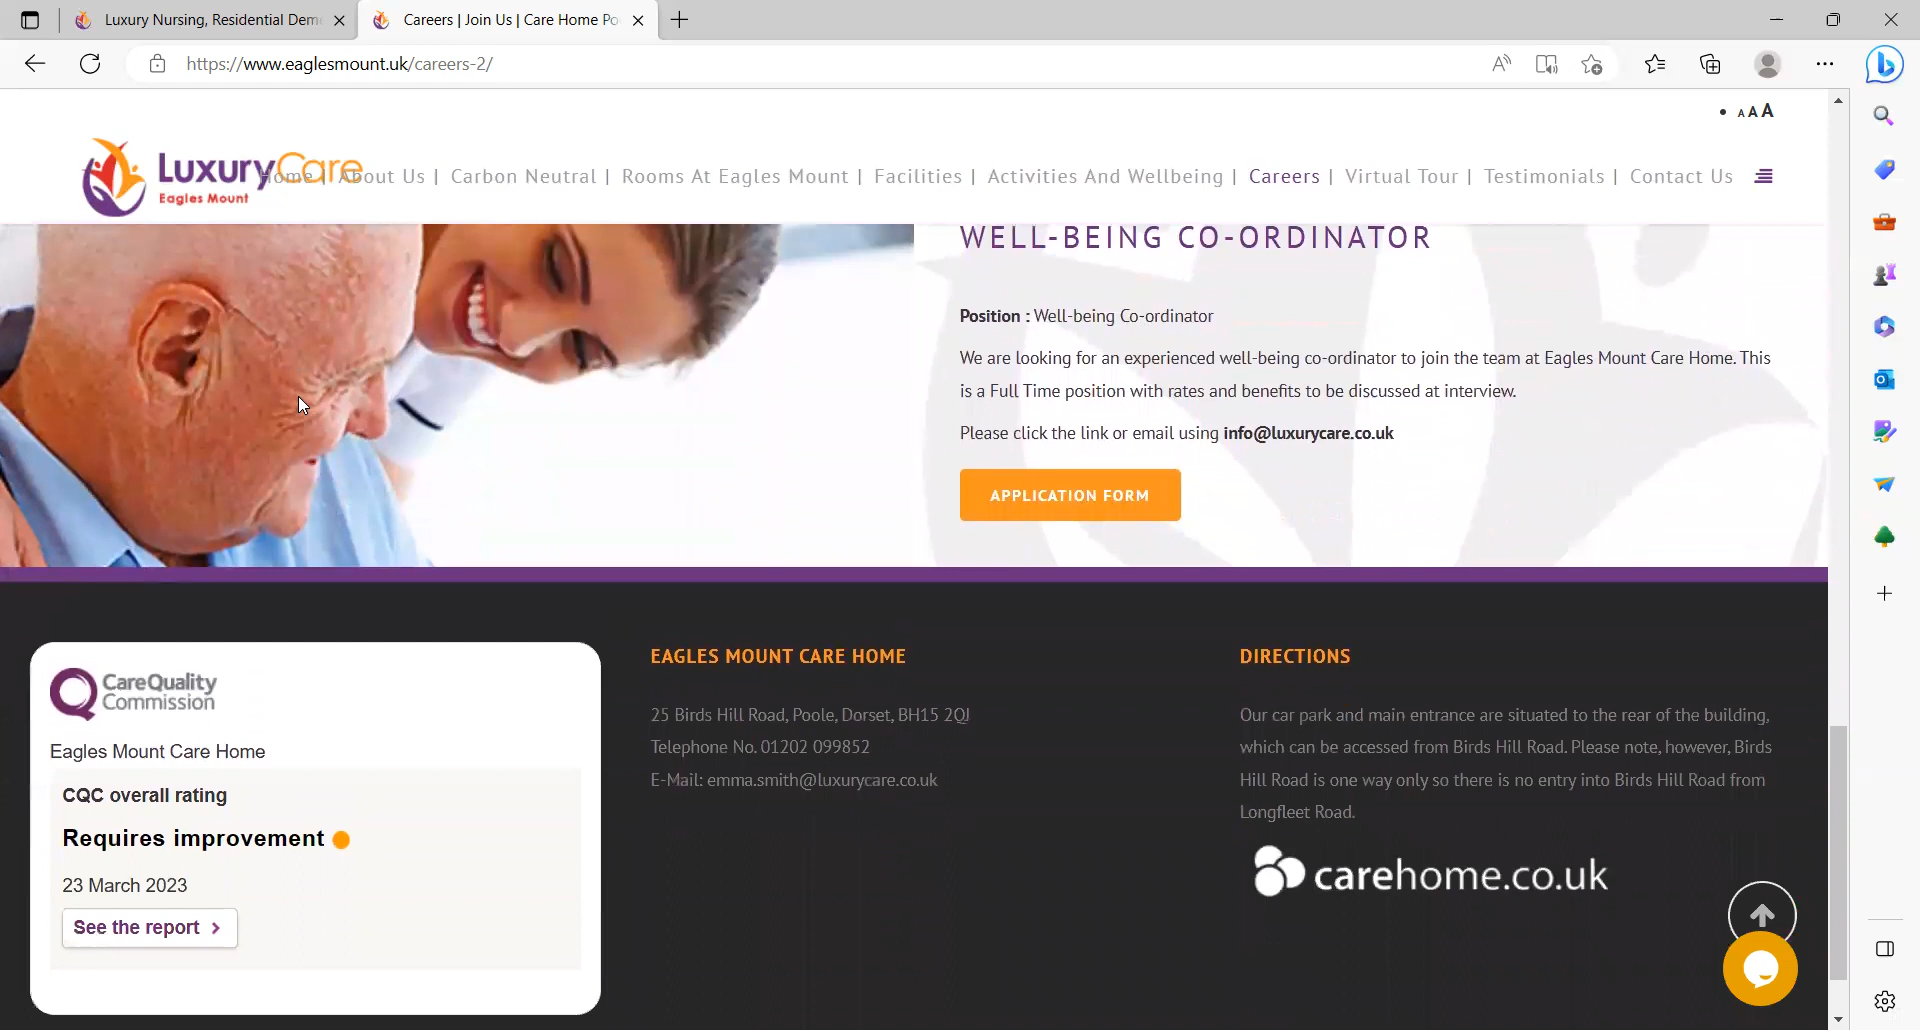 Luxury Nursing, Residential Dem
Careers | Join Us | Care Home Po
https://www.eaglesmount.uk/careers-2/
A A A
LuxuryCare
Eagles Mount
Home | About Us | Carbon Neutral | Rooms At Eagles Mount | Facilities | Activities And Wellbeing | Careers | Virtual Tour | Testimonials | Contact Us
WELL-BEING CO-ORDINATOR
Position : Well-being Co-ordinator
We are looking for an experienced well-being co-ordinator to join the team at Eagles Mount Care Home. This
is a Full Time position with rates and benefits to be discussed at interview.
Please click the link or email using info@luxurycare.co.uk
APPLICATION FORM
CareQuality
Commission
Eagles Mount Care Home
CQC overall rating
Requires improvement
23 March 2023
See the report
EAGLES MOUNT CARE HOME
25 Birds Hill Road, Poole, Dorset, BH15 2QJ
Telephone No. 01202 099852
E-Mail: emma.smith@luxurycare.co.uk
DIRECTIONS
Our car park and main entrance are situated to the rear of the building,
which can be accessed from Birds Hill Road. Please note, however, Birds
Hill Road is one way only so there is no entry into Birds Hill Road from
Longfleet Road.
carehome.co.uk